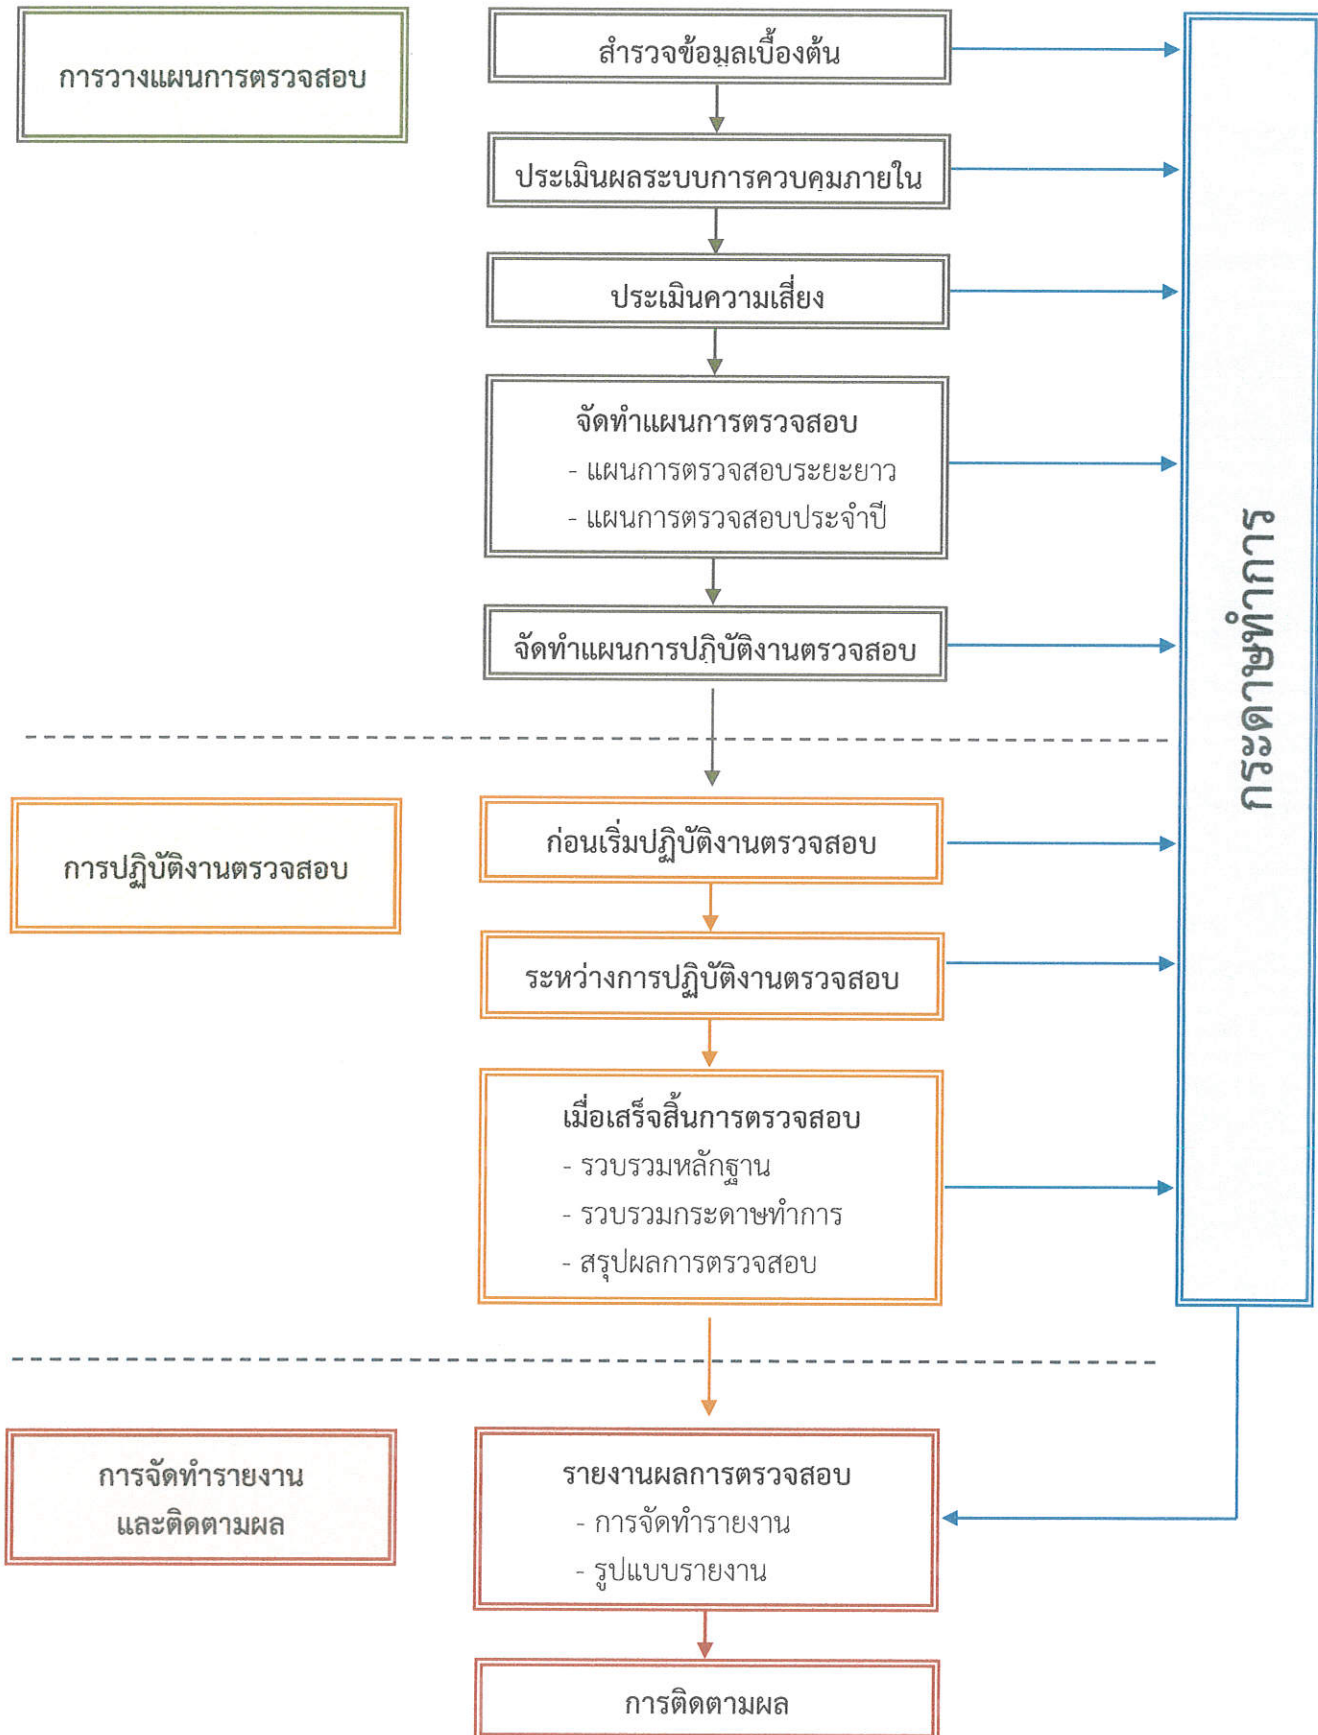 การวางแผนการตรวจสอบ
สำรวจข้อมูลเบื้องต้น
ประเมินผลระบบการควบคุมภายใน
ประเมินความเสี่ยง
จัดทำแผนการตรวจสอบ
- แผนการตรวจสอบระยะยาว
- แผนการตรวจสอบประจำปี
จัดทำแผนการปฏิบัติงานตรวจสอบ
กระดาษทำการ
การปฏิบัติงานตรวจสอบ
ก่อนเริ่มปฏิบัติงานตรวจสอบ
ระหว่างการปฏิบัติงานตรวจสอบ
เมื่อเสร็จสิ้นการตรวจสอบ
- รวบรวมหลักฐาน
- รวบรวมกระดาษทำการ
- สรุปผลการตรวจสอบ
การจัดทำรายงาน
และติดตามผล
รายงานผลการตรวจสอบ
- การจัดทำรายงาน
- รูปแบบรายงาน
การติดตามผล